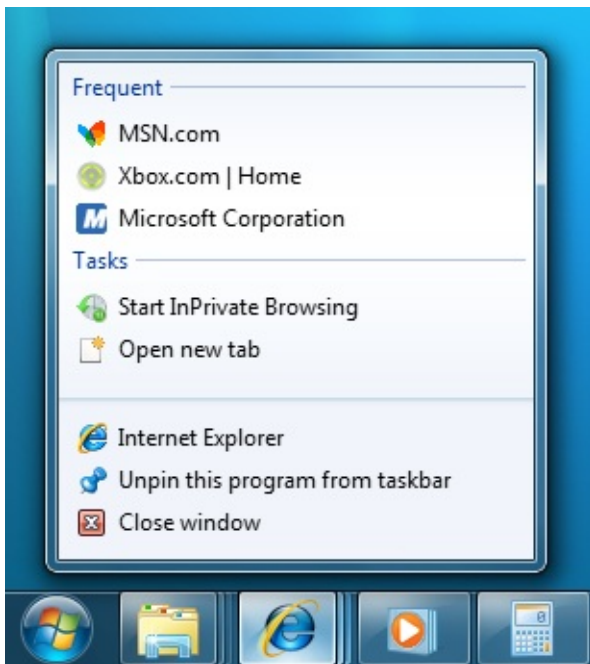 Frequent
MSN.com
Xbox.com | Home
Microsoft Corporation
Tasks
Start InPrivate Browsing
Open new tab
Internet Explorer
Unpin this program from taskbar
Close window